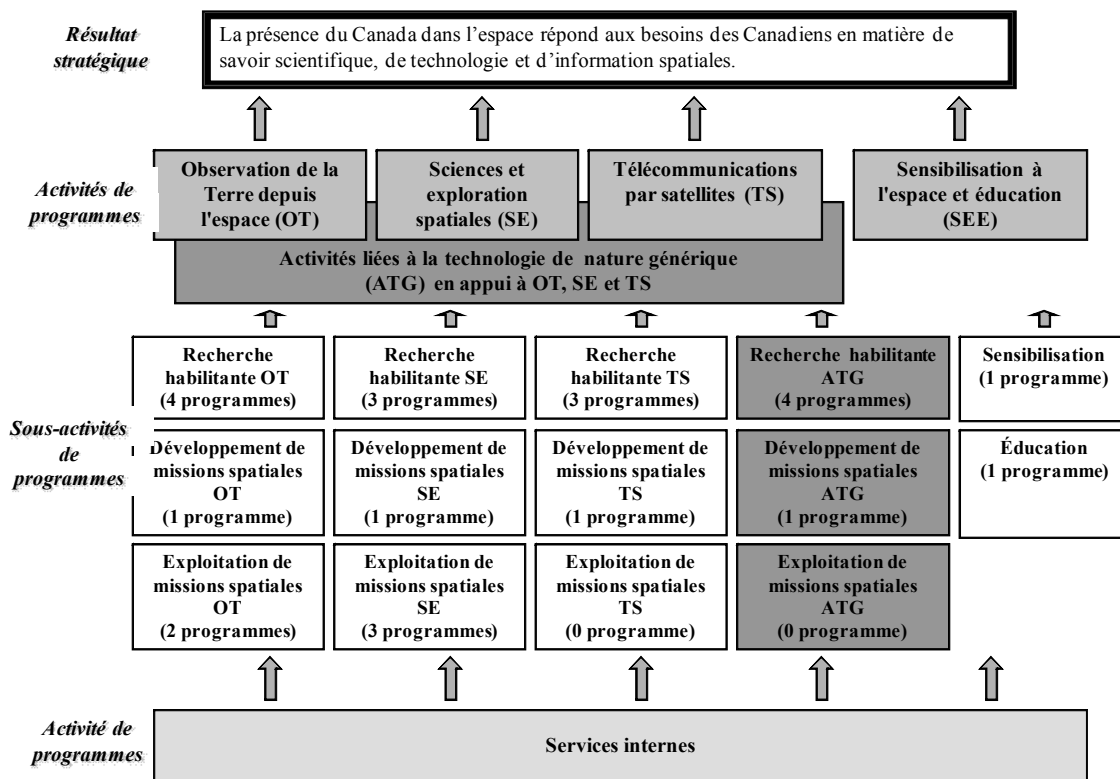 Résultat
stratégique
La présence du Canada dans l'espace répond aux besoins des Canadiens en matière de
savoir scientifique, de technologie et d'information spatiales.
Activités de
programmes
Observation de la
Terre depuis
l'espace (OT)
Sciences et
exploration
spatiales (SE)
Télécommunications
par satellites (TS)
Sensibilisation à
l'espace et éducation
(SEE)
Activités liées à la technologie de nature générique
(ATG) en appui à OT, SE et TS
Sous-activités
de
programmes
Recherche
habilitante OT
(4 programmes)
Recherche
habilitante SE
(3 programmes)
Recherche
habilitante TS
(3 programmes)
Recherche habilitante
ATG
(4 programmes)
Sensibilisation
(1 programme)
Développement de
missions spatiales
OT
(1 programme)
Développement de
missions spatiales
SE
(1 programme)
Développement de
missions spatiales
TS
(1 programme)
Développement de
missions spatiales
ATG
(1 programme)
Éducation
(1 programme)
Exploitation de
missions spatiales
OT
(2 programmes)
Exploitation de
missions spatiales
SE
(3 programmes)
Exploitation de
missions spatiales
TS
(0 programme)
Exploitation de
missions spatiales
ATG
(0 programme)
Activité de
programmes
Services internes